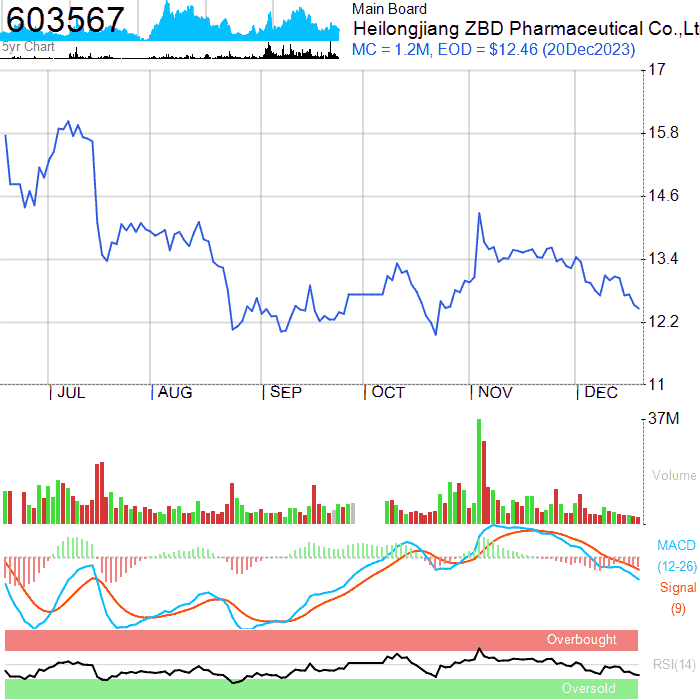 603567
5yr Chart
Main Board
Heilongjiang ZBD Pharmaceutical Co.,Lt
MC = 1.2M, EOD = $12.46 (20Dec2023)
17
15.8
14.6
13.4
12.2
11
JUL
AUG
SEP
OCT
NOV
DEC
37M
Volume
MACD
(12-26)
Signal
(9)
Overbought
RSI(14)
Oversold